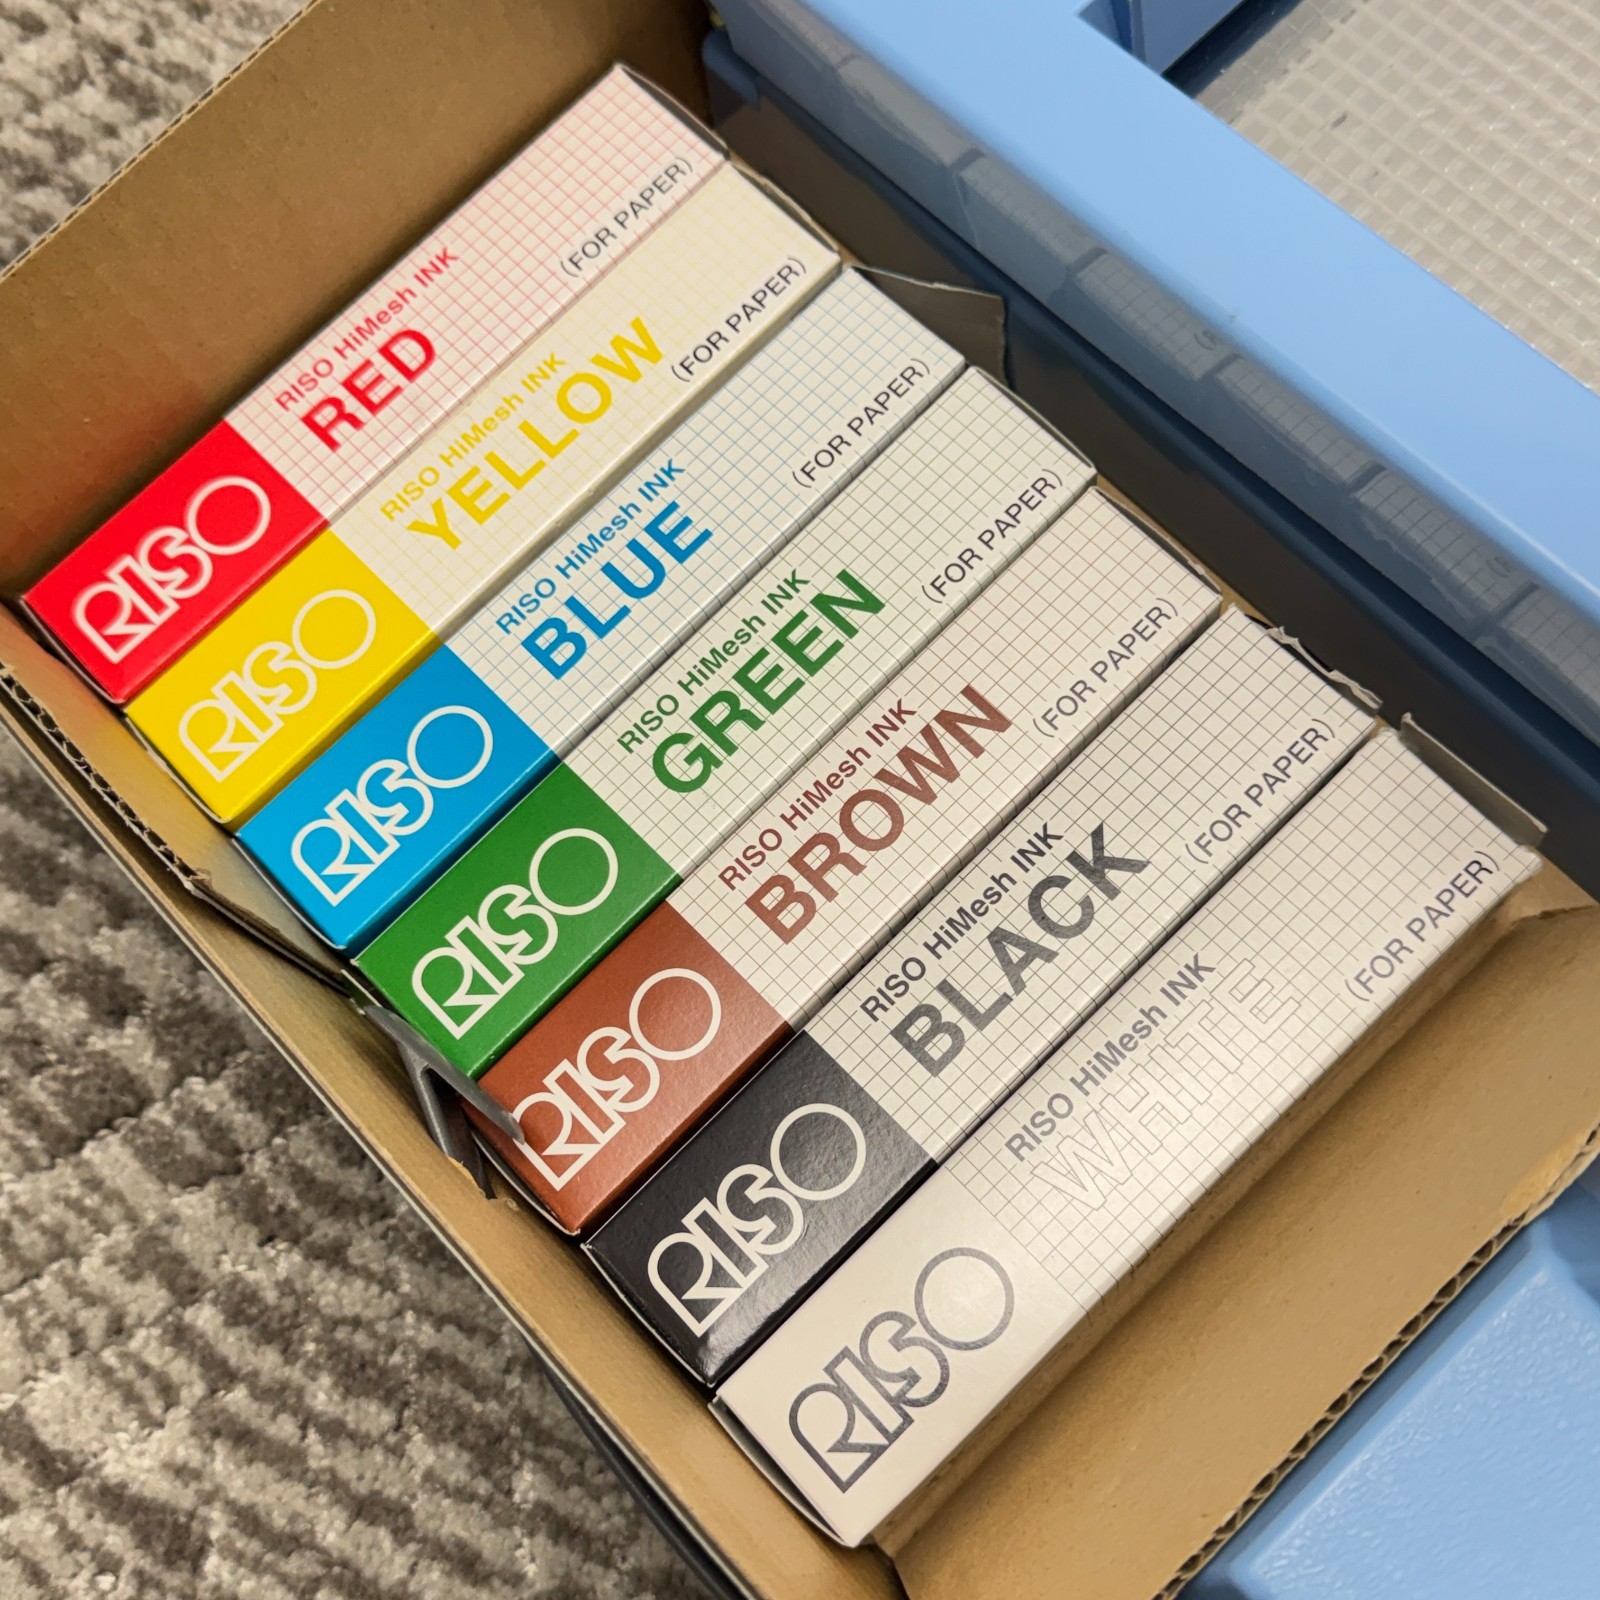 RISO
RISO HiMesh INK
RED
(FOR PAPER)
RISO
RISO HiMesh INK
YELLOW
(FOR PAPER)
RISO
RISO HiMesh INK
BLUE
(FOR PAPER)
RISO
RISO HiMesh INK
GREEN
(FOR PAPER)
RISO
RISO HiMesh INK
BROWN
(FOR PAPER)
RISO
RISO HiMesh INK
BLACK
(FOR PAPER)
RISO
RISO HiMesh INK
WHITE
(FOR PAPER)